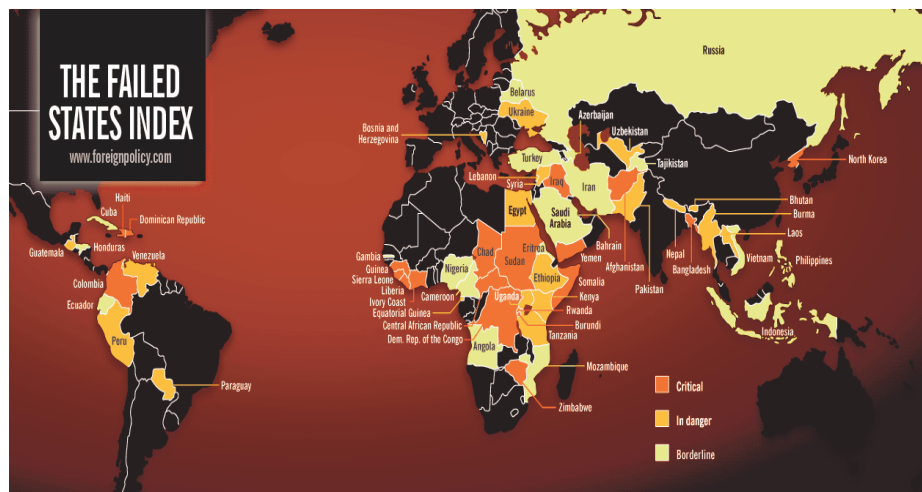 THE FAILED
STATES INDEX
www.foreignpolicy.com
Russia
Belarus
Ukraine
Azerbaijan
Bosnia and
Herzegovina
Uzbekistan
Turkey
Tajikistan
North Korea
Lebanon
Syria
Iraq
Iran
Haiti
Cuba
Dominican Republic
Egypt
Saudi
Arabia
Bhutan
Burma
Guatemala
Honduras
Venezuela
Gambia
Guinea
Sierra Leone
Liberia
Ivory Coast
Cameroon
Equatorial Guinea
Central African Republic
Dem. Rep. of the Congo
Nigeria
Chad
Sudan
Eritrea
Ethiopia
Uganda
Bahrain
Yemen
Afghanistan
Pakistan
Nepal
Bangladesh
Laos
Vietnam
Philippines
Colombia
Ecuador
Peru
Somalia
Kenya
Rwanda
Burundi
Tanzania
Angola
Indonesia
Paraguay
Mozambique
Zimbabwe
Critical
In danger
Borderline